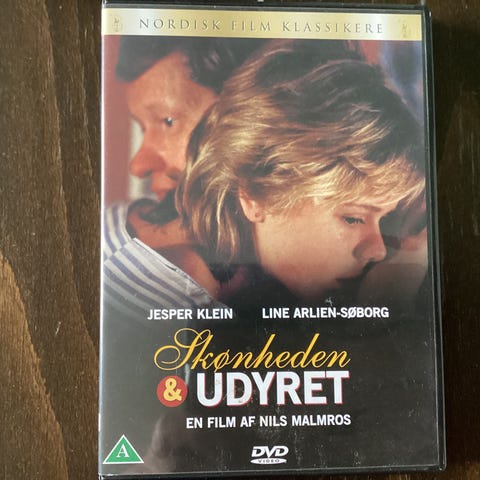 NORDISK FILM KLASSIKERE
JESPER KLEIN LINE ARLIEN-SØBORG
Skønheden
& UDYRET
EN FILM AF NILS MALMROS
A
DVD
VIDEO